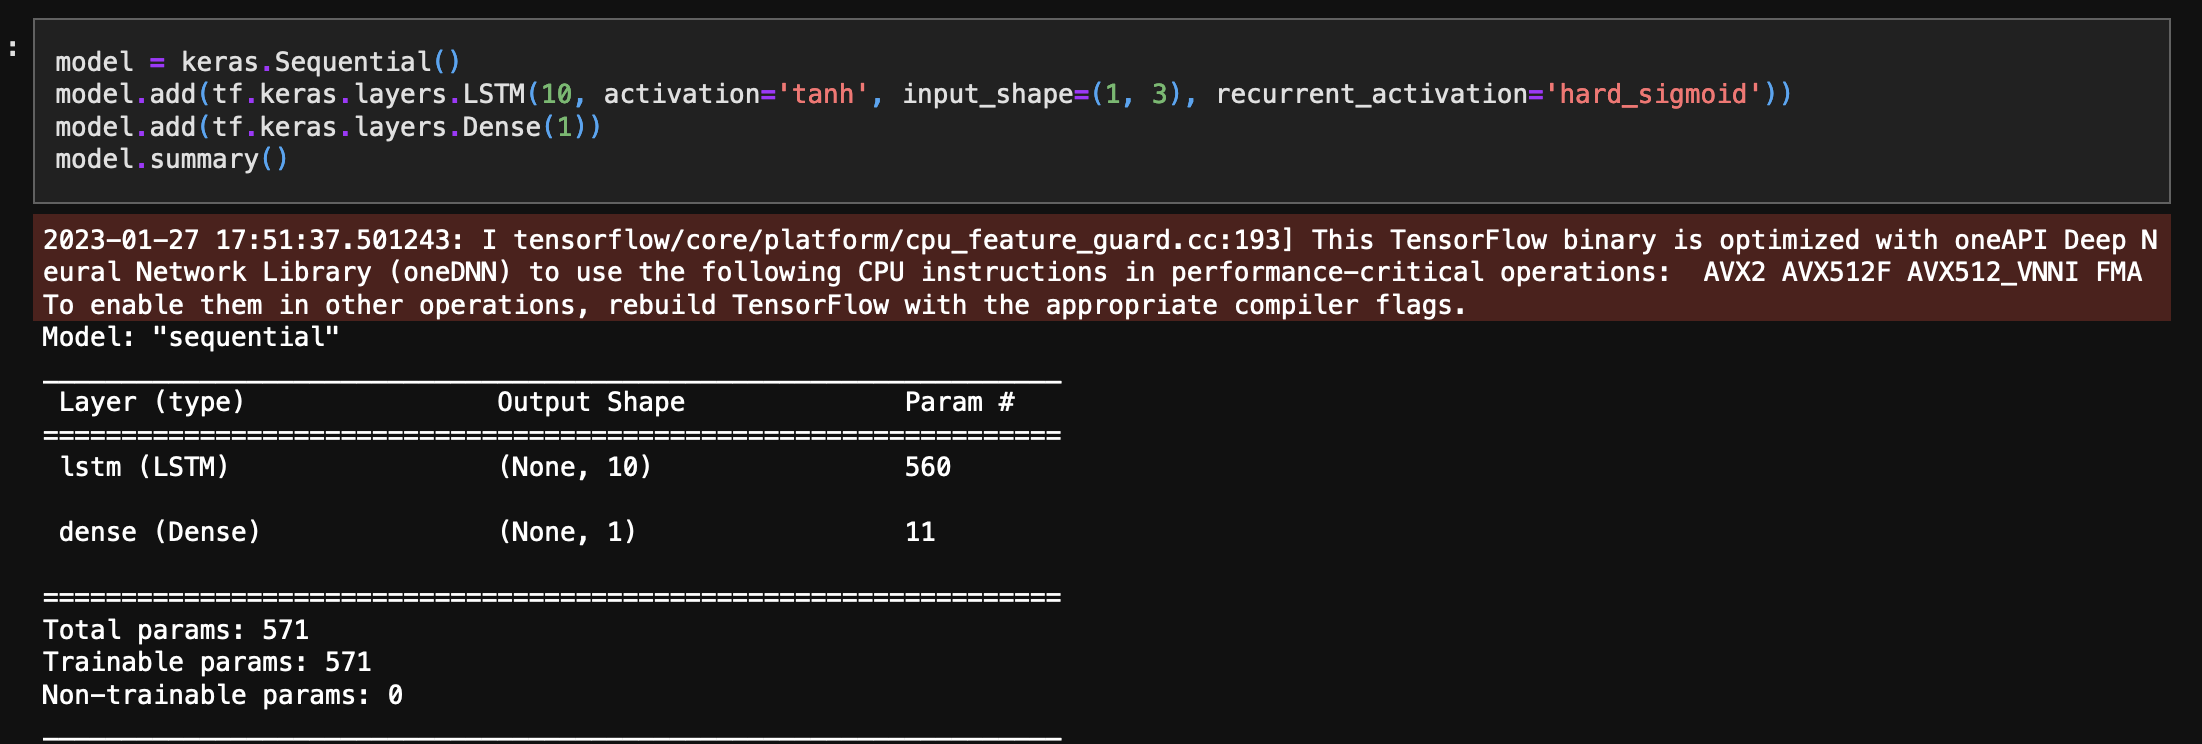 :
model = keras.Sequential()
model.add(tf.keras.layers.LSTM(10, activation='tanh', input_shape=(1, 3), recurrent_activation='hard_sigmoid'))
model.add(tf.keras.layers.Dense(1))
model.summary()
2023-01-27 17:51:37.501243: I tensorflow/core/platform/cpu_feature_guard.cc:193] This TensorFlow binary is optimized with oneAPI Deep N
eural Network Library (oneDNN) to use the following CPU instructions in performance-critical operations:  AVX2 AVX512F AVX512_VNNI FMA
To enable them in other operations, rebuild TensorFlow with the appropriate compiler flags.
Model: "sequential"
_________________________________________________________________
Layer (type)                Output Shape              Param #
=================================================================
lstm (LSTM)                 (None, 10)                560
dense (Dense)               (None, 1)                 11
=================================================================
Total params: 571
Trainable params: 571
Non-trainable params: 0
_________________________________________________________________